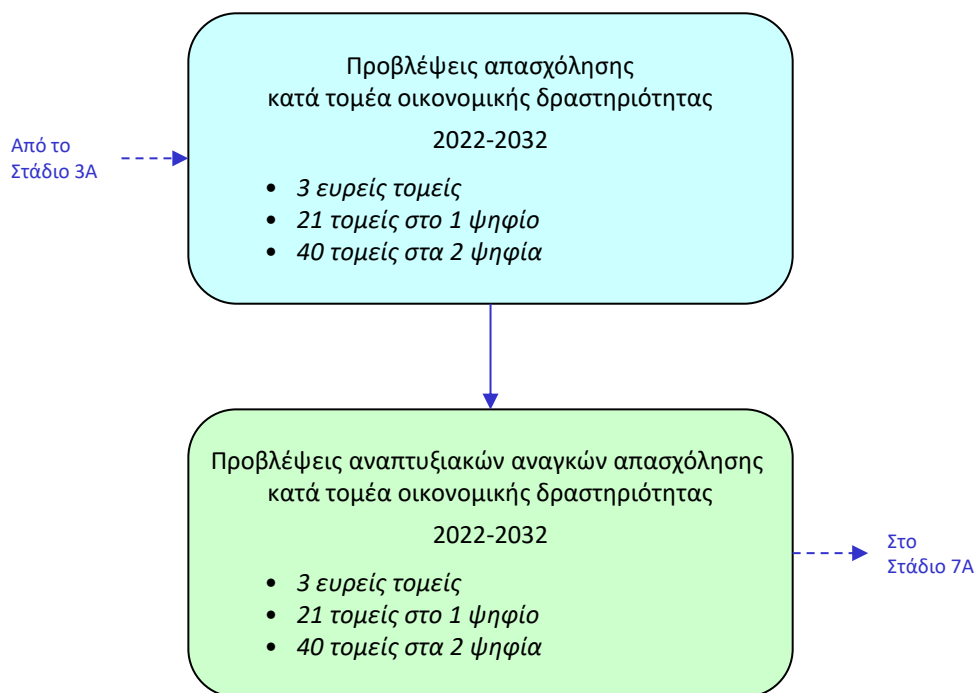 Προβλέψεις απασχόλησης
κατά τομέα οικονομικής δραστηριότητας
2022-2032
Από το
Στάδιο 3Α
• 3 ευρείς τομείς
• 21 τομείς στο 1 ψηφίο
• 40 τομείς στα 2 ψηφία
Προβλέψεις αναπτυξιακών αναγκών απασχόλησης
κατά τομέα οικονομικής δραστηριότητας
2022-2032
Στο
Στάδιο 7Α
• 3 ευρείς τομείς
• 21 τομείς στο 1 ψηφίο
• 40 τομείς στα 2 ψηφία